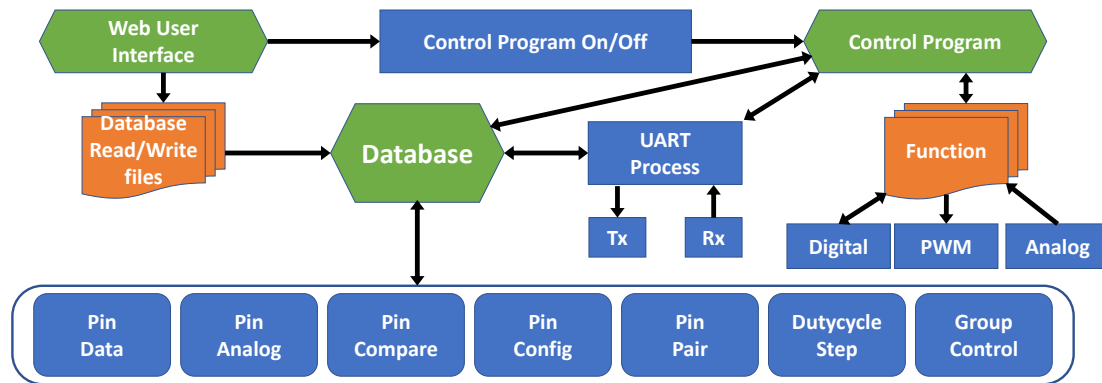 Web User
Interface
Control Program On/Off
Control Program
Database
Read/Write
files
Database
UART
Process
Function
Tx
Rx
Digital
PWM
Analog
Pin
Data
Pin
Analog
Pin
Compare
Pin
Config
Pin
Pair
Dutycycle
Step
Group
Control